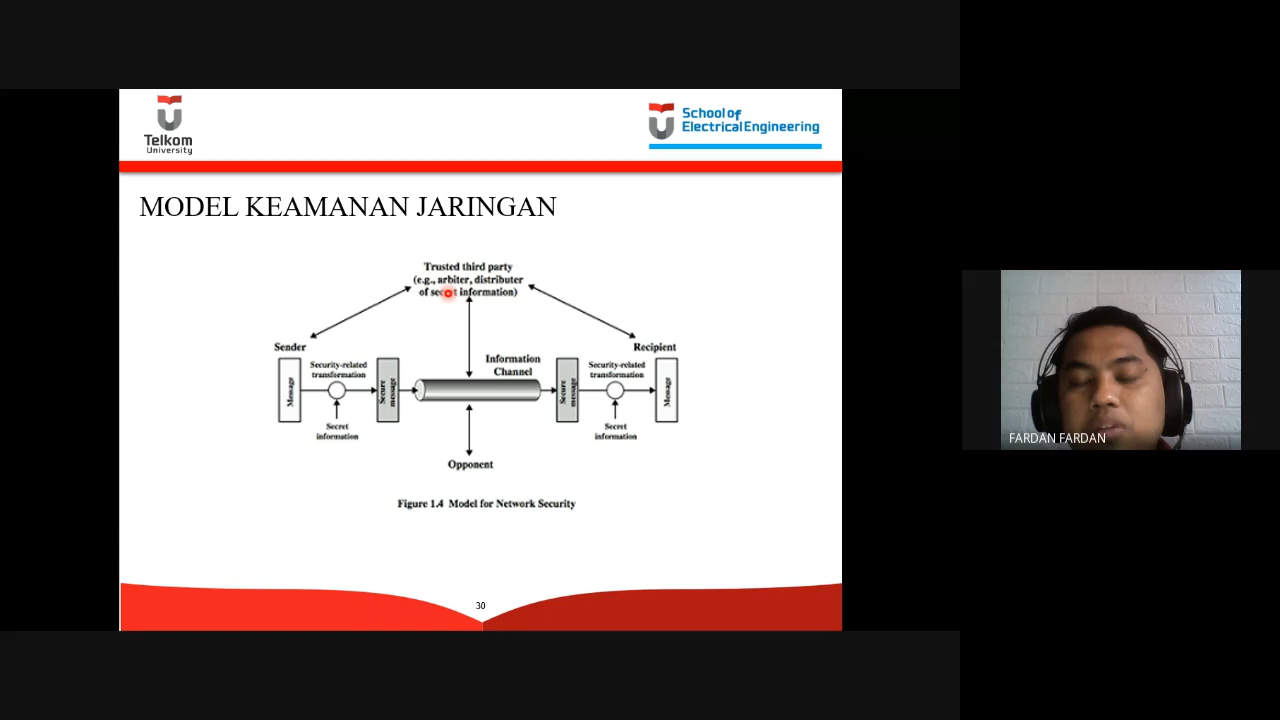 Telkom
University
School of
Electrical Engineering
MODEL KEAMANAN JARINGAN
Trusted third party
(e.g., arbiter, distributer
of secret information)
Sender
Recipient
Security-related
transformation
Information
Channel
Security-related
transformation
Message
Secure
message
Secure
message
Message
Secret
information
Secret
information
Opponent
Figure 1.4 Model for Network Security
30
FARDAN FARDAN